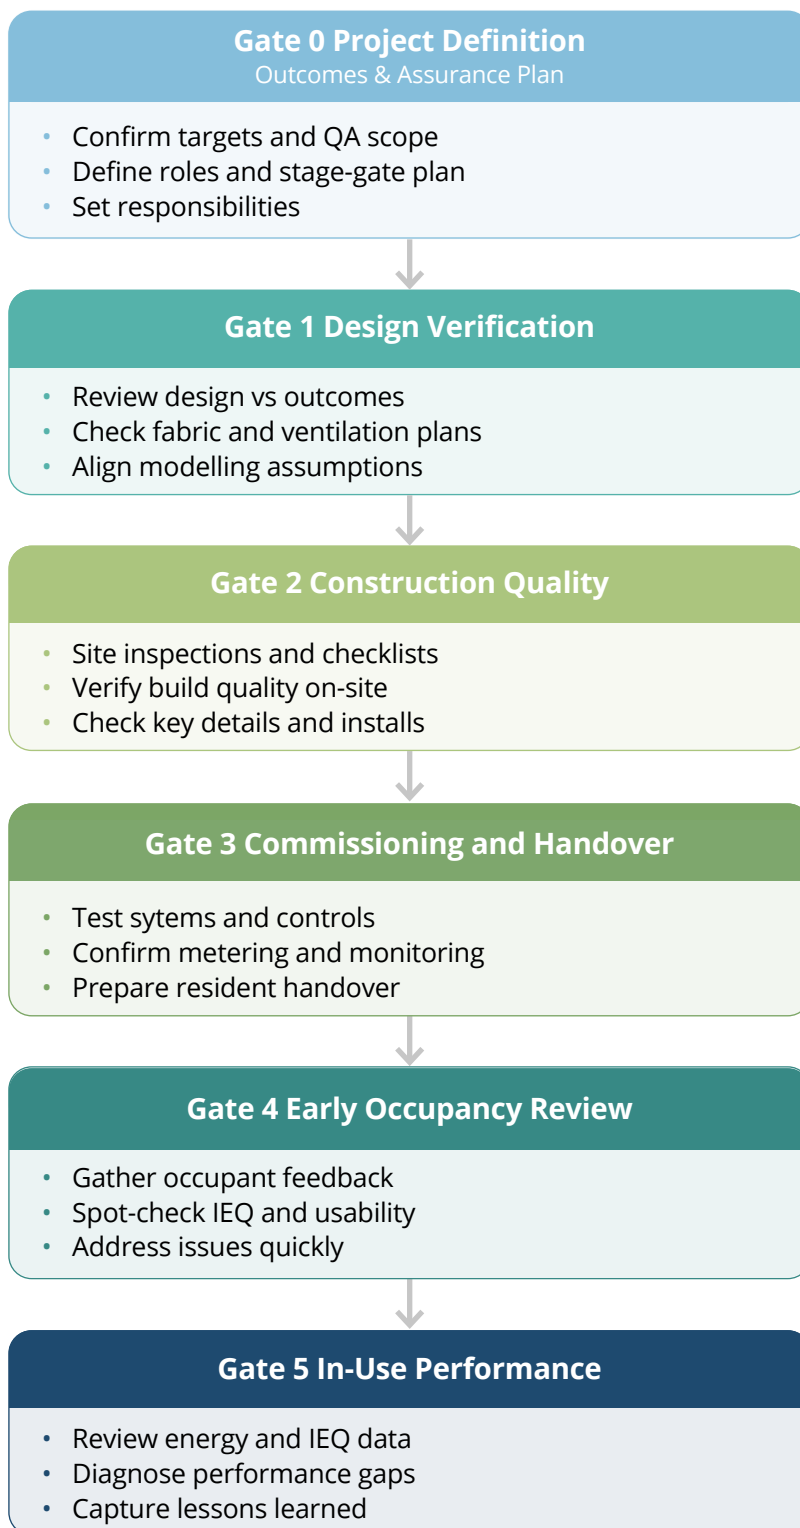 Gate 0 Project Definition
Outcomes & Assurance Plan
• Confirm targets and QA scope
• Define roles and stage-gate plan
• Set responsibilities
Gate 1 Design Verification
• Review design vs outcomes
• Check fabric and ventilation plans
• Align modelling assumptions
Gate 2 Construction Quality
• Site inspections and checklists
• Verify build quality on-site
• Check key details and installs
Gate 3 Commissioning and Handover
• Test sytems and controls
• Confirm metering and monitoring
• Prepare resident handover
Gate 4 Early Occupancy Review
• Gather occupant feedback
• Spot-check IEQ and usability
• Address issues quickly
Gate 5 In-Use Performance
• Review energy and IEQ data
• Diagnose performance gaps
• Capture lessons learned